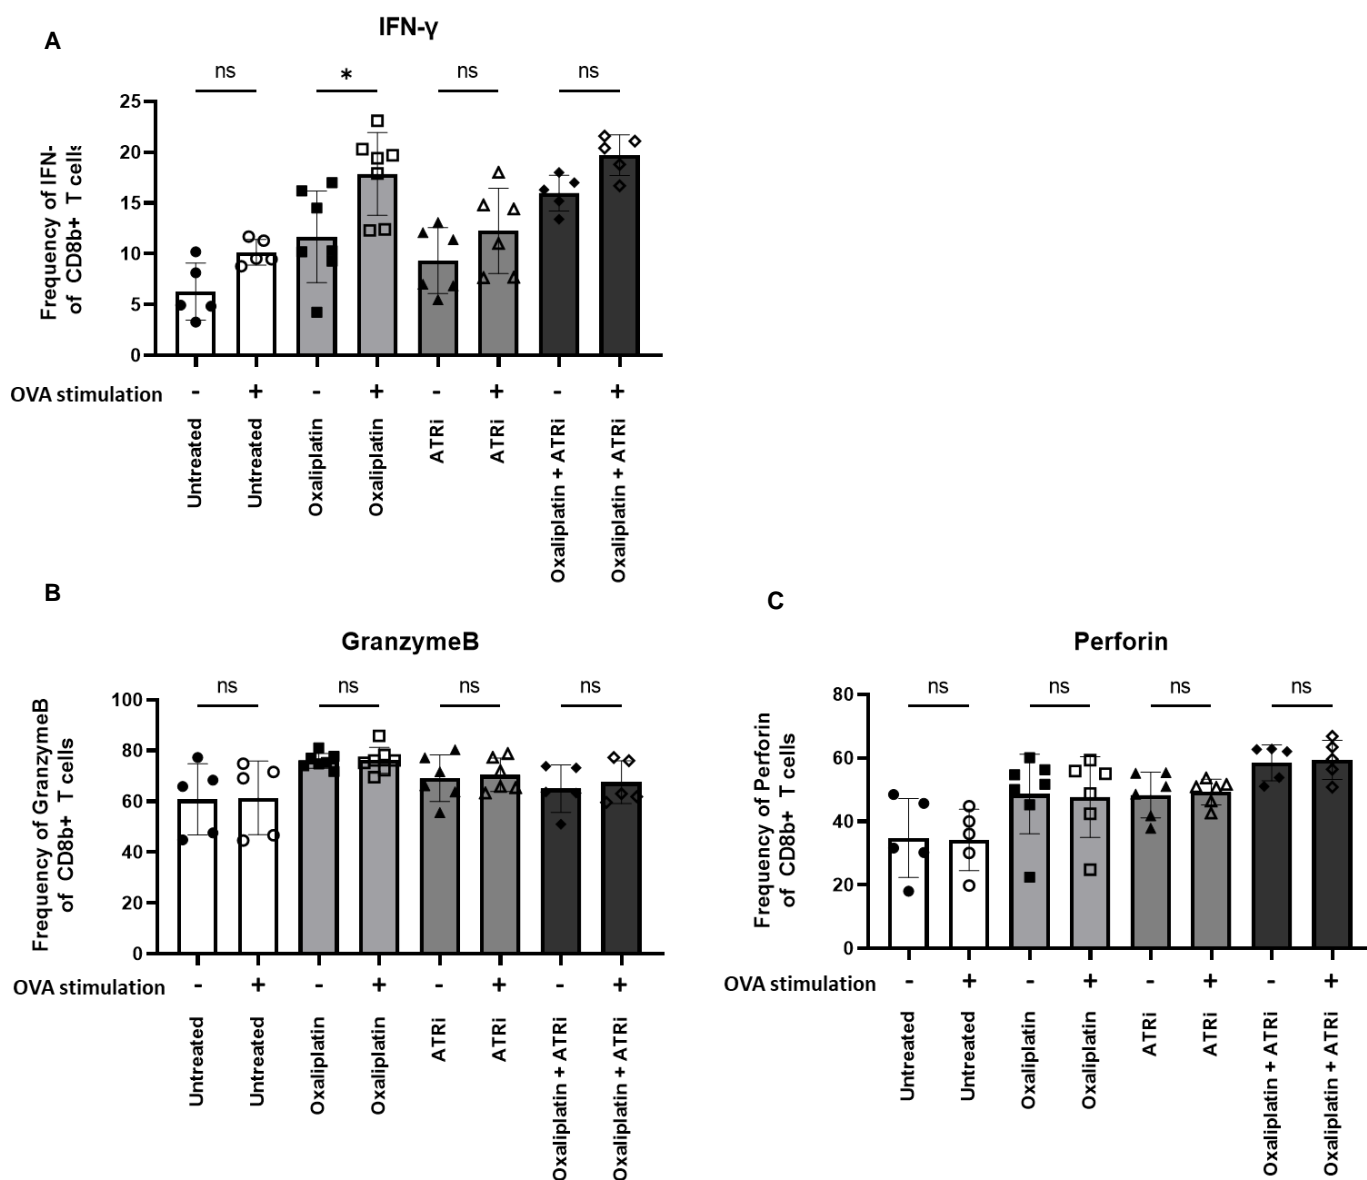 A
IFN-γ
ns
*
ns
ns
Frequency of IFN-
of CD8b+ T cells
25
20
15
10
5
0
OVA stimulation - + - + - + - +
Untreated
Untreated
Oxaliplatin
Oxaliplatin
ATRi
ATRi
Oxaliplatin + ATRi
Oxaliplatin + ATRi
B
GranzymeB
ns
ns
ns
ns
Frequency of GranzymeB
of CD8b+ T cells
100
80
60
40
20
0
OVA stimulation - + - + - + - +
Untreated
Untreated
Oxaliplatin
Oxaliplatin
ATRi
ATRi
Oxaliplatin + ATRi
Oxaliplatin + ATRi
C
Perforin
ns
ns
ns
ns
Frequency of Perforin
of CD8b+ T cells
80
60
40
20
0
OVA stimulation - + - + - + - +
Untreated
Untreated
Oxaliplatin
Oxaliplatin
ATRi
ATRi
Oxaliplatin + ATRi
Oxaliplatin + ATRi